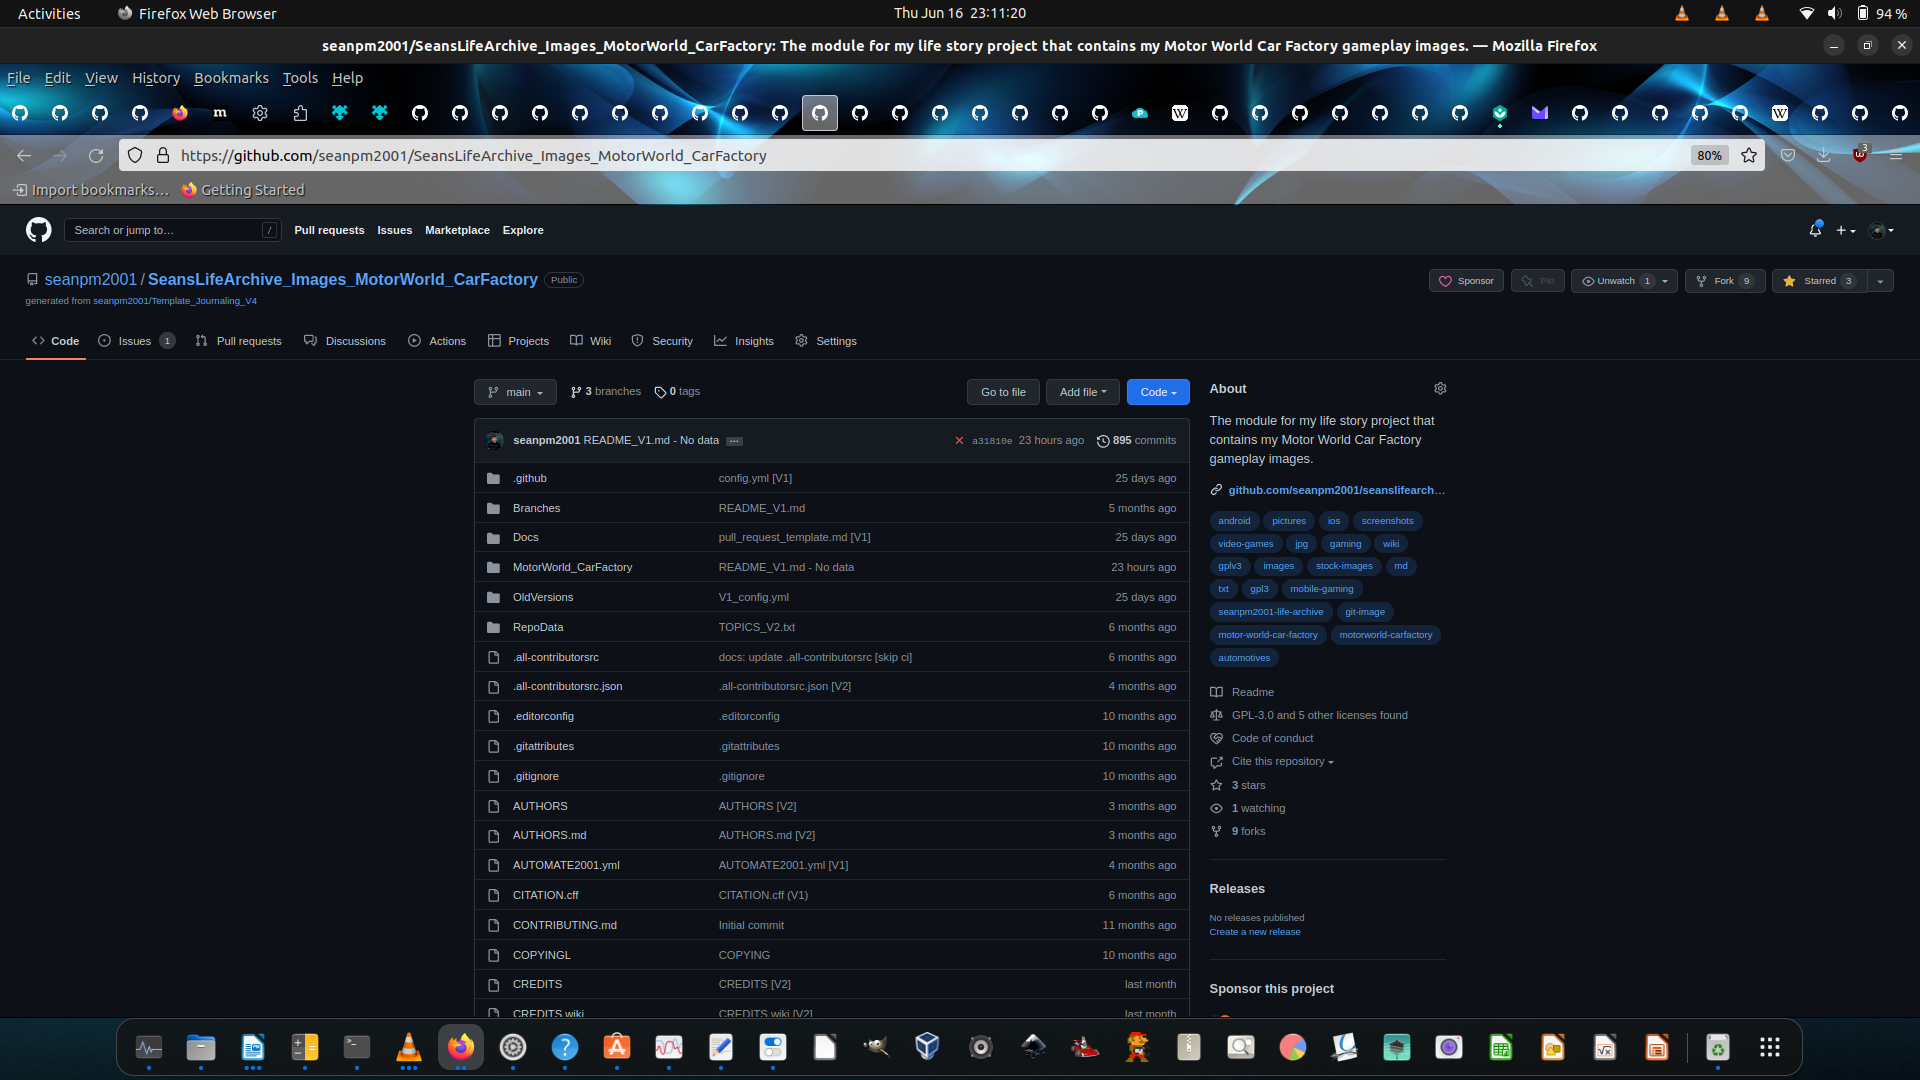 Activities Firefox Web Browser Thu Jun 16 23:11:20 94 %
seanpm2001/SeansLifeArchive_Images_MotorWorld_CarFactory: The module for my life story project that contains my Motor World Car Factory gameplay images. — Mozilla Firefox
File Edit View History Bookmarks Tools Help
https://github.com/seanpm2001/SeansLifeArchive_Images_MotorWorld_CarFactory 80% 3
Import bookmarks… Getting Started
Search or jump to… / Pull requests Issues Marketplace Explore
seanpm2001 / SeansLifeArchive_Images_MotorWorld_CarFactory Public Sponsor Pin Unwatch 1 Fork 9 Starred 3
generated from seanpm2001/Template_Journaling_V4
Code Issues 1 Pull requests Discussions Actions Projects Wiki Security Insights Settings
main 3 branches 0 tags Go to file Add file Code
seanpm2001 README_V1.md - No data ... a31810e 23 hours ago 895 commits
.github config.yml [V1] 25 days ago
Branches README_V1.md 5 months ago
Docs pull_request_template.md [V1] 25 days ago
MotorWorld_CarFactory README_V1.md - No data 23 hours ago
OldVersions V1_config.yml 25 days ago
RepoData TOPICS_V2.txt 6 months ago
.all-contributorsrc docs: update .all-contributorsrc [skip ci] 6 months ago
.all-contributorsrc.json .all-contributorsrc.json [V2] 4 months ago
.editorconfig .editorconfig 10 months ago
.gitattributes .gitattributes 10 months ago
.gitignore .gitignore 10 months ago
AUTHORS AUTHORS [V2] 3 months ago
AUTHORS.md AUTHORS.md [V2] 3 months ago
AUTOMATE2001.yml AUTOMATE2001.yml [V1] 4 months ago
CITATION.cff CITATION.cff (V1) 6 months ago
CONTRIBUTING.md Initial commit 11 months ago
COPYINGL COPYING 10 months ago
CREDITS CREDITS [V2] last month
CREDITS.wiki CREDITS.wiki [V2] last month
About
The module for my life story project that
contains my Motor World Car Factory
gameplay images.
github.com/seanpm2001/seanslifearch…
android pictures ios screenshots
video-games jpg gaming wiki
gplv3 images stock-images md
txt gpl3 mobile-gaming
seanpm2001-life-archive git-image
motor-world-car-factory motorworld-carfactory
automotives
Readme
GPL-3.0 and 5 other licenses found
Code of conduct
Cite this repository
3 stars
1 watching
9 forks
Releases
No releases published
Create a new release
Sponsor this project